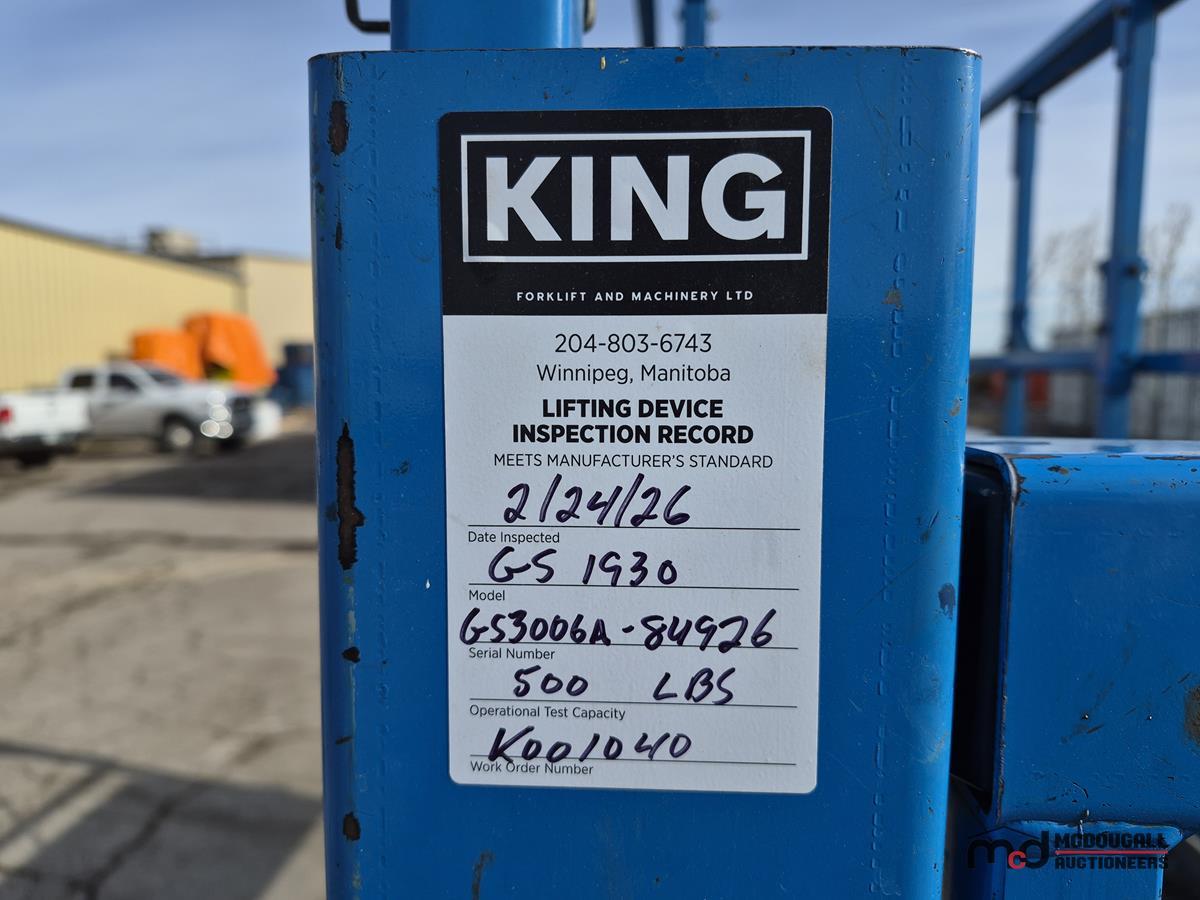 KING
FORKLIFT AND MACHINERY LTD
204-803-6743
Winnipeg, Manitoba
LIFTING DEVICE
INSPECTION RECORD
MEETS MANUFACTURER'S STANDARD
2/24/26
Date Inspected
GS 1930
Model
GS3006A-84926
Serial Number
500 LBS
Operational Test Capacity
K001040
Work Order Number
mcD MCDOUGALL
AUCTIONEERS